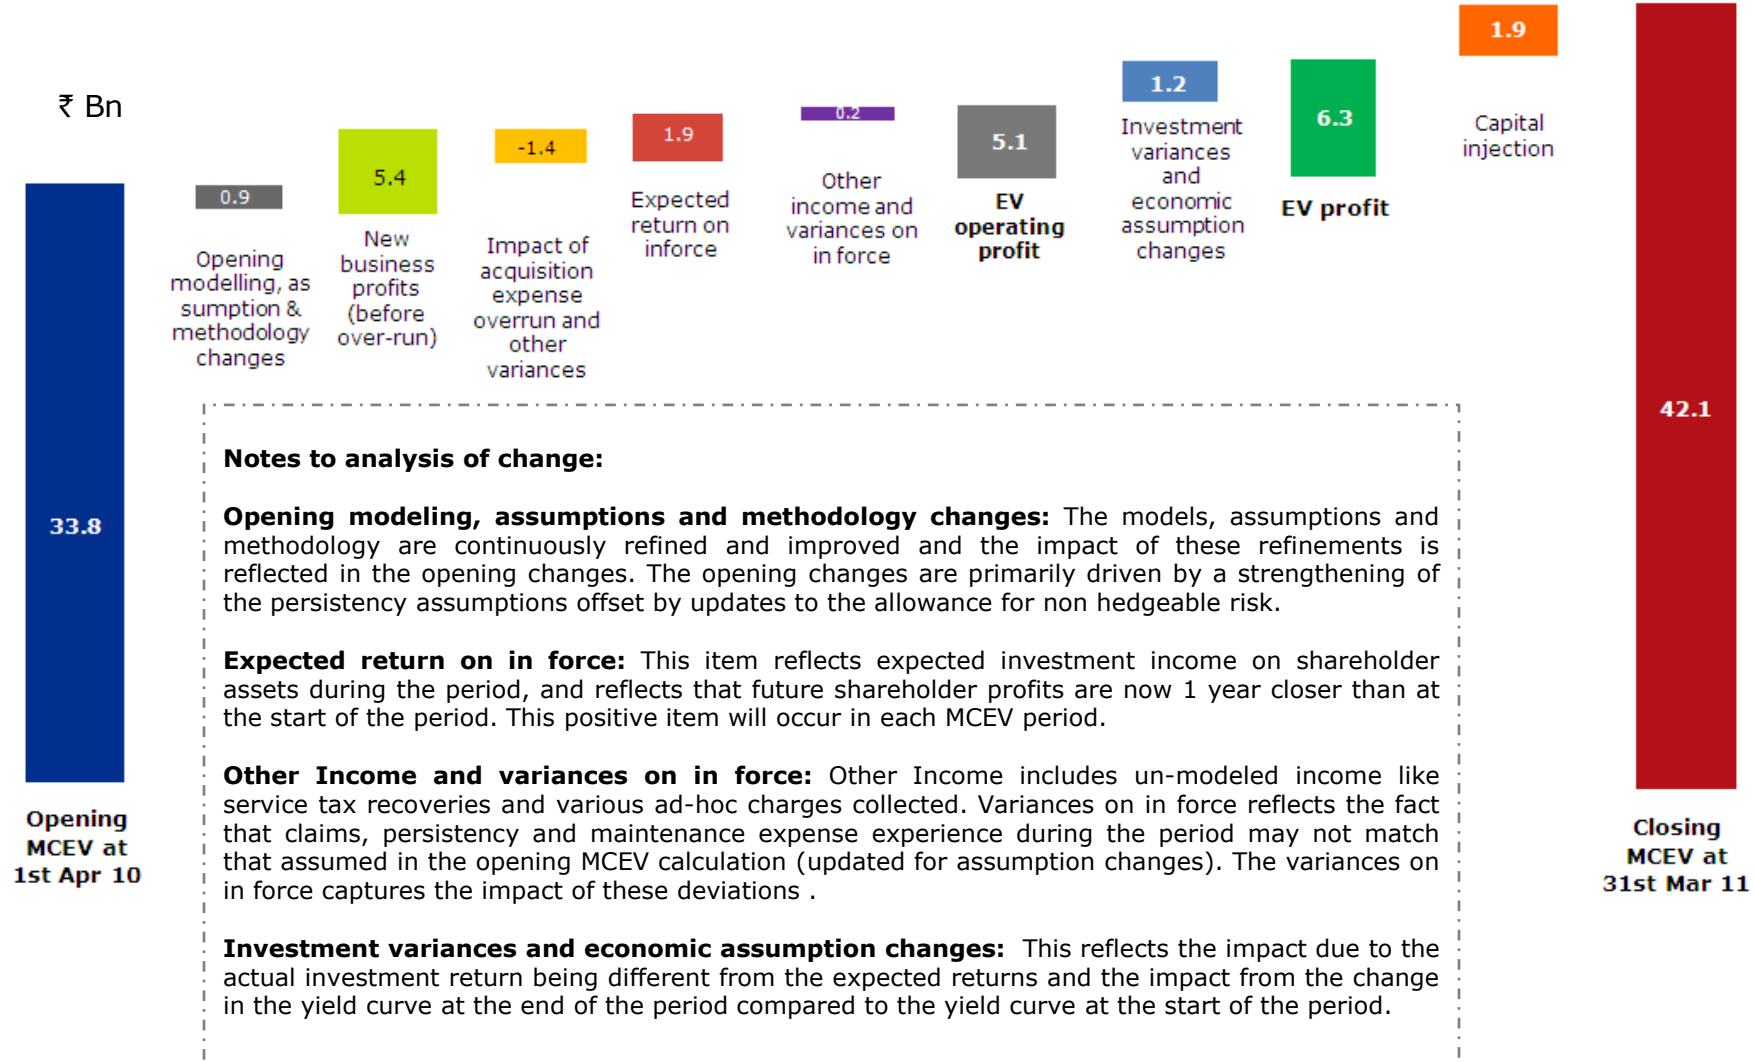 ₹ Bn
33.8
Opening
MCEV at
1st Apr 10
0.9
Opening
modelling, as
sumption &
methodology
changes
5.4
New
business
profits
(before
over-run)
-1.4
Impact of
acquisition
expense
overrun and
other
variances
1.9
Expected
return on
inforce
0.2
Other
income and
variances on
in force
5.1
EV
operating
profit
1.2
Investment
variances
and
economic
assumption
changes
6.3
EV profit
1.9
Capital
injection
42.1
Closing
MCEV at
31st Mar 11
Notes to analysis of change:
Opening modeling, assumptions and methodology changes: The models, assumptions and
methodology are continuously refined and improved and the impact of these refinements is
reflected in the opening changes. The opening changes are primarily driven by a strengthening of
the persistency assumptions offset by updates to the allowance for non hedgeable risk.
Expected return on in force: This item reflects expected investment income on shareholder
assets during the period, and reflects that future shareholder profits are now 1 year closer than at
the start of the period. This positive item will occur in each MCEV period.
Other Income and variances on in force: Other Income includes un-modeled income like
service tax recoveries and various ad-hoc charges collected. Variances on in force reflects the fact
that claims, persistency and maintenance expense experience during the period may not match
that assumed in the opening MCEV calculation (updated for assumption changes). The variances on
in force captures the impact of these deviations .
Investment variances and economic assumption changes: This reflects the impact due to the
actual investment return being different from the expected returns and the impact from the change
in the yield curve at the end of the period compared to the yield curve at the start of the period.